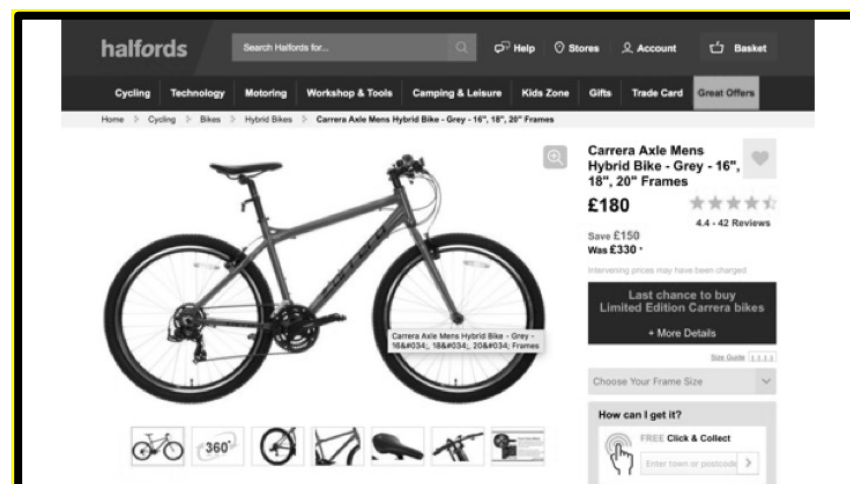 halfords
Search Halfords for...
Help
Stores
Account
Basket
Cycling
Technology
Motoring
Workshop & Tools
Camping & Leisure
Kids Zone
Gifts
Trade Card
Great Offers
Home > Cycling > Bikes > Hybrid Bikes > Carrera Axle Mens Hybrid Bike - Grey - 16", 18", 20" Frames
Carrera Axle Mens
Hybrid Bike - Grey - 16",
18", 20" Frames
£180
4.4 - 42 Reviews
Save £150
Was £330 *
Intervening prices may have been charged
Last chance to buy
Limited Edition Carrera bikes
+ More Details
Size Guide
Choose Your Frame Size
How can I get it?
FREE Click & Collect
Enter town or postcode
carrera
Carrera Axle Mens Hybrid Bike - Grey -
16&#034;, 18&#034;, 20&#034; Frames
360°